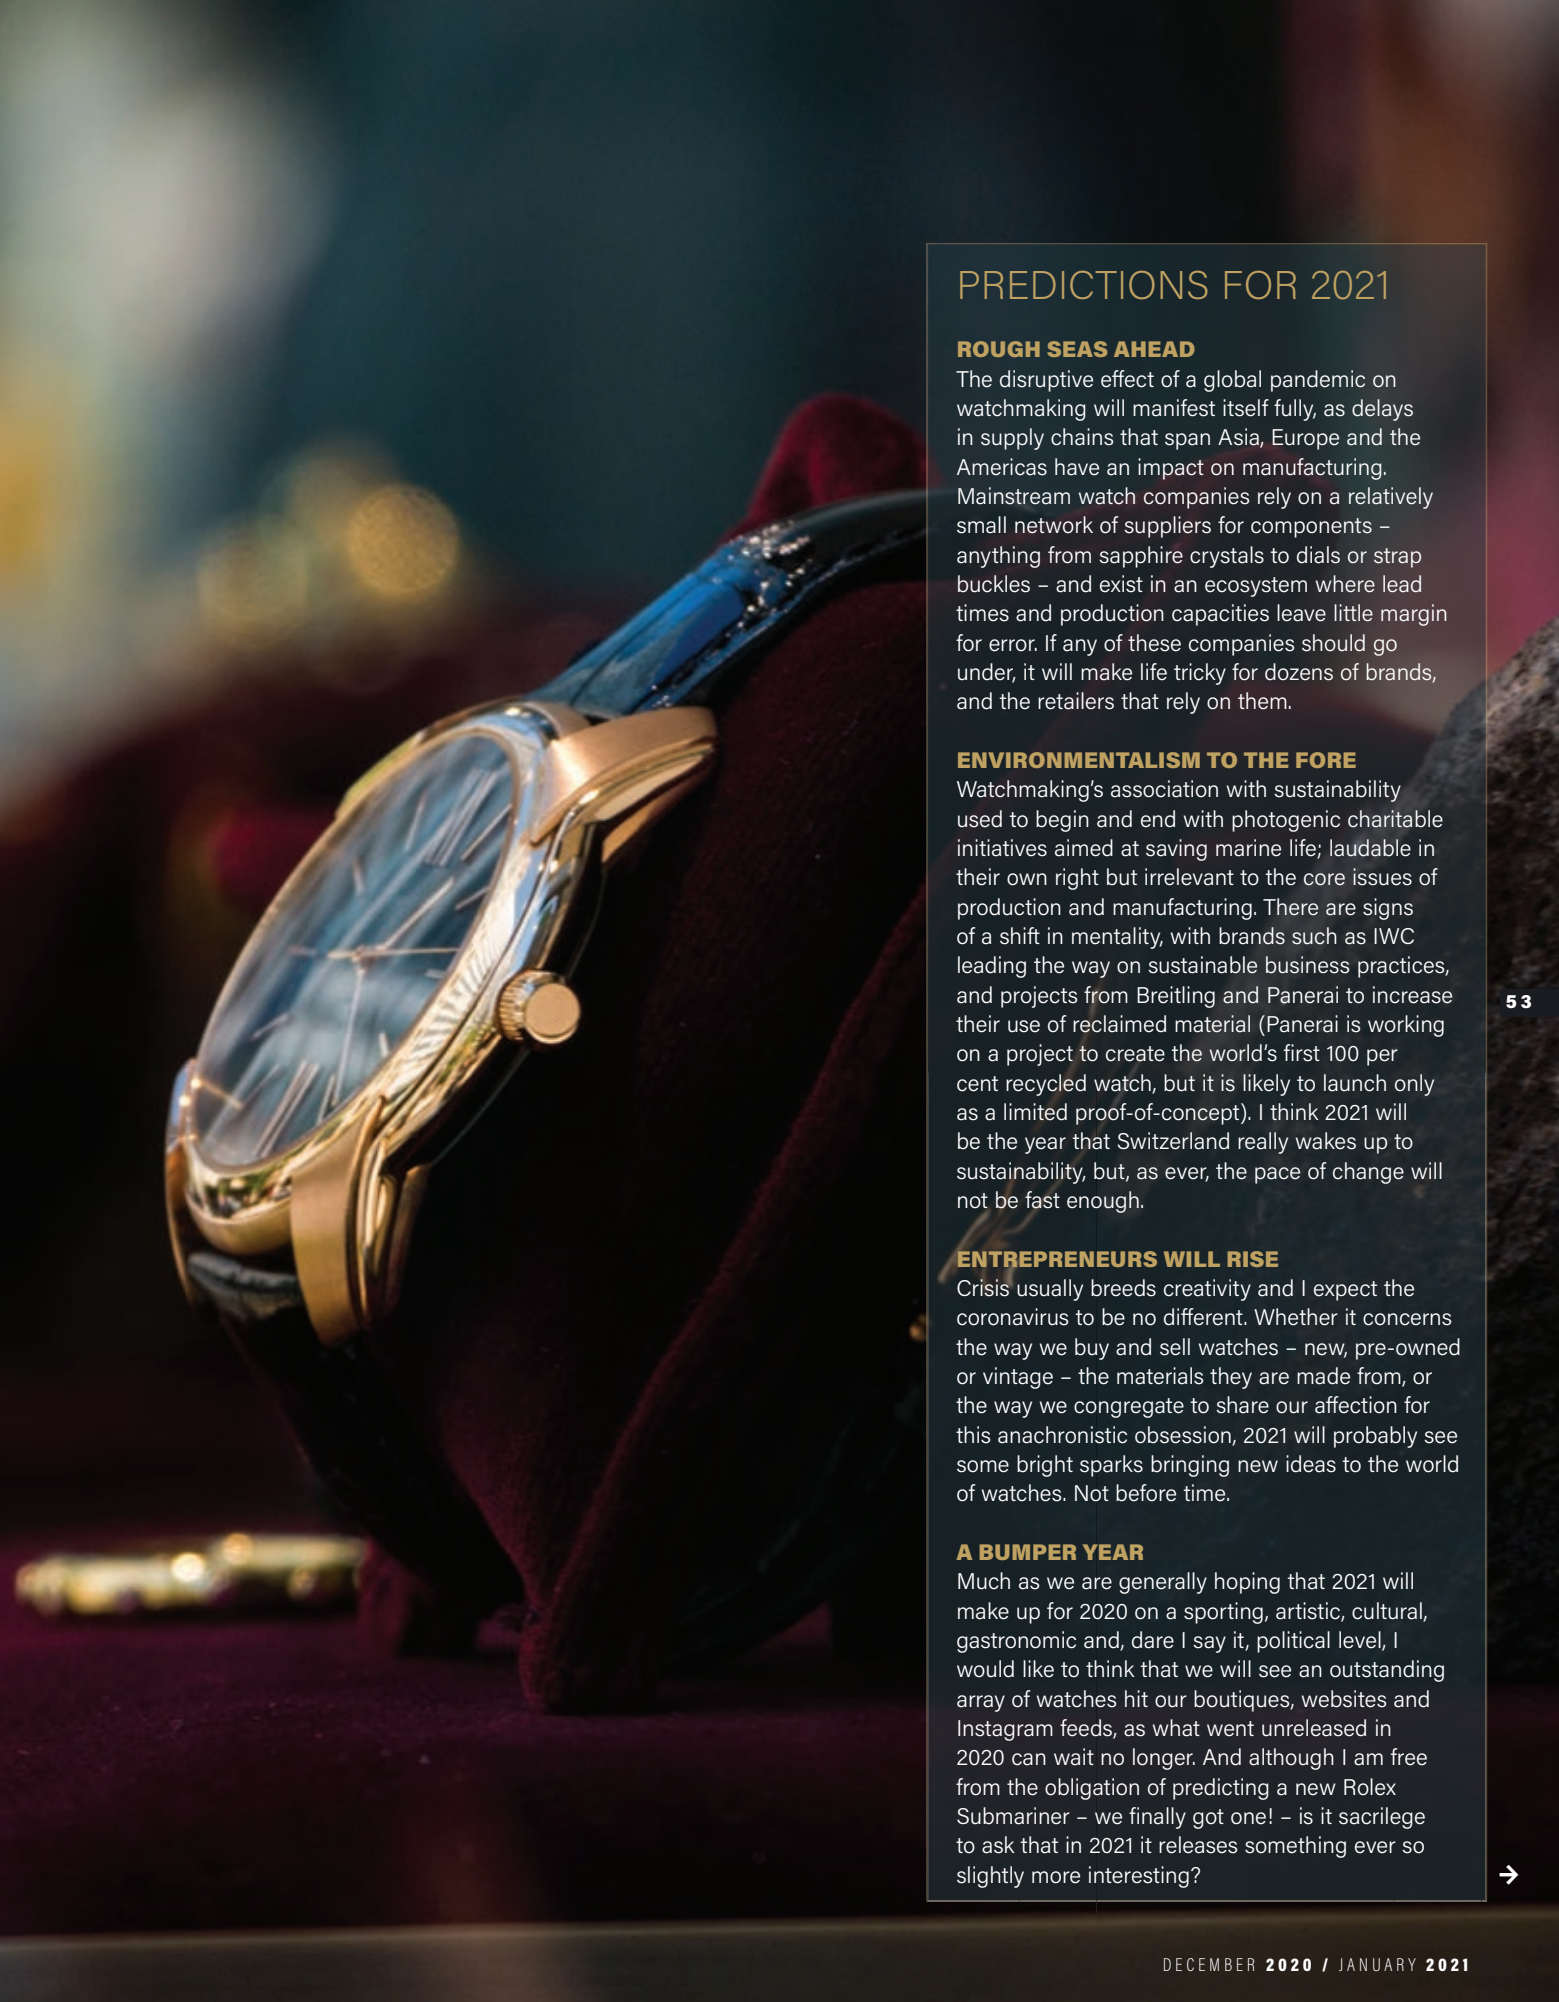 PREDICTIONS FOR 2021
ROUGH SEAS AHEAD
The disruptive effect of a global pandemic on
watchmaking will manifest itself fully, as delays
in supply chains that span Asia, Europe and the
Americas have an impact on manufacturing.
Mainstream watch companies rely on a relatively
small network of suppliers for components –
anything from sapphire crystals to dials or strap
buckles – and exist in an ecosystem where lead
times and production capacities leave little margin
for error. If any of these companies should go
under, it will make life tricky for dozens of brands,
and the retailers that rely on them.
ENVIRONMENTALISM TO THE FORE
Watchmaking’s association with sustainability
used to begin and end with photogenic charitable
initiatives aimed at saving marine life; laudable in
their own right but irrelevant to the core issues of
production and manufacturing. There are signs
of a shift in mentality, with brands such as IWC
leading the way on sustainable business practices,
and projects from Breitling and Panerai to increase
their use of reclaimed material (Panerai is working
on a project to create the world’s first 100 per
cent recycled watch, but it is likely to launch only
as a limited proof-of-concept). I think 2021 will
be the year that Switzerland really wakes up to
sustainability, but, as ever, the pace of change will
not be fast enough.
ENTREPRENEURS WILL RISE
Crisis usually breeds creativity and I expect the
coronavirus to be no different. Whether it concerns
the way we buy and sell watches – new, pre-owned
or vintage – the materials they are made from, or
the way we congregate to share our affection for
this anachronistic obsession, 2021 will probably see
some bright sparks bringing new ideas to the world
of watches. Not before time.
A BUMPER YEAR
Much as we are generally hoping that 2021 will
make up for 2020 on a sporting, artistic, cultural,
gastronomic and, dare I say it, political level, I
would like to think that we will see an outstanding
array of watches hit our boutiques, websites and
Instagram feeds, as what went unreleased in
2020 can wait no longer. And although I am free
from the obligation of predicting a new Rolex
Submariner – we finally got one! – is it sacrilege
to ask that in 2021 it releases something ever so
slightly more interesting?
53
DECEMBER 2020 / JANUARY 2021